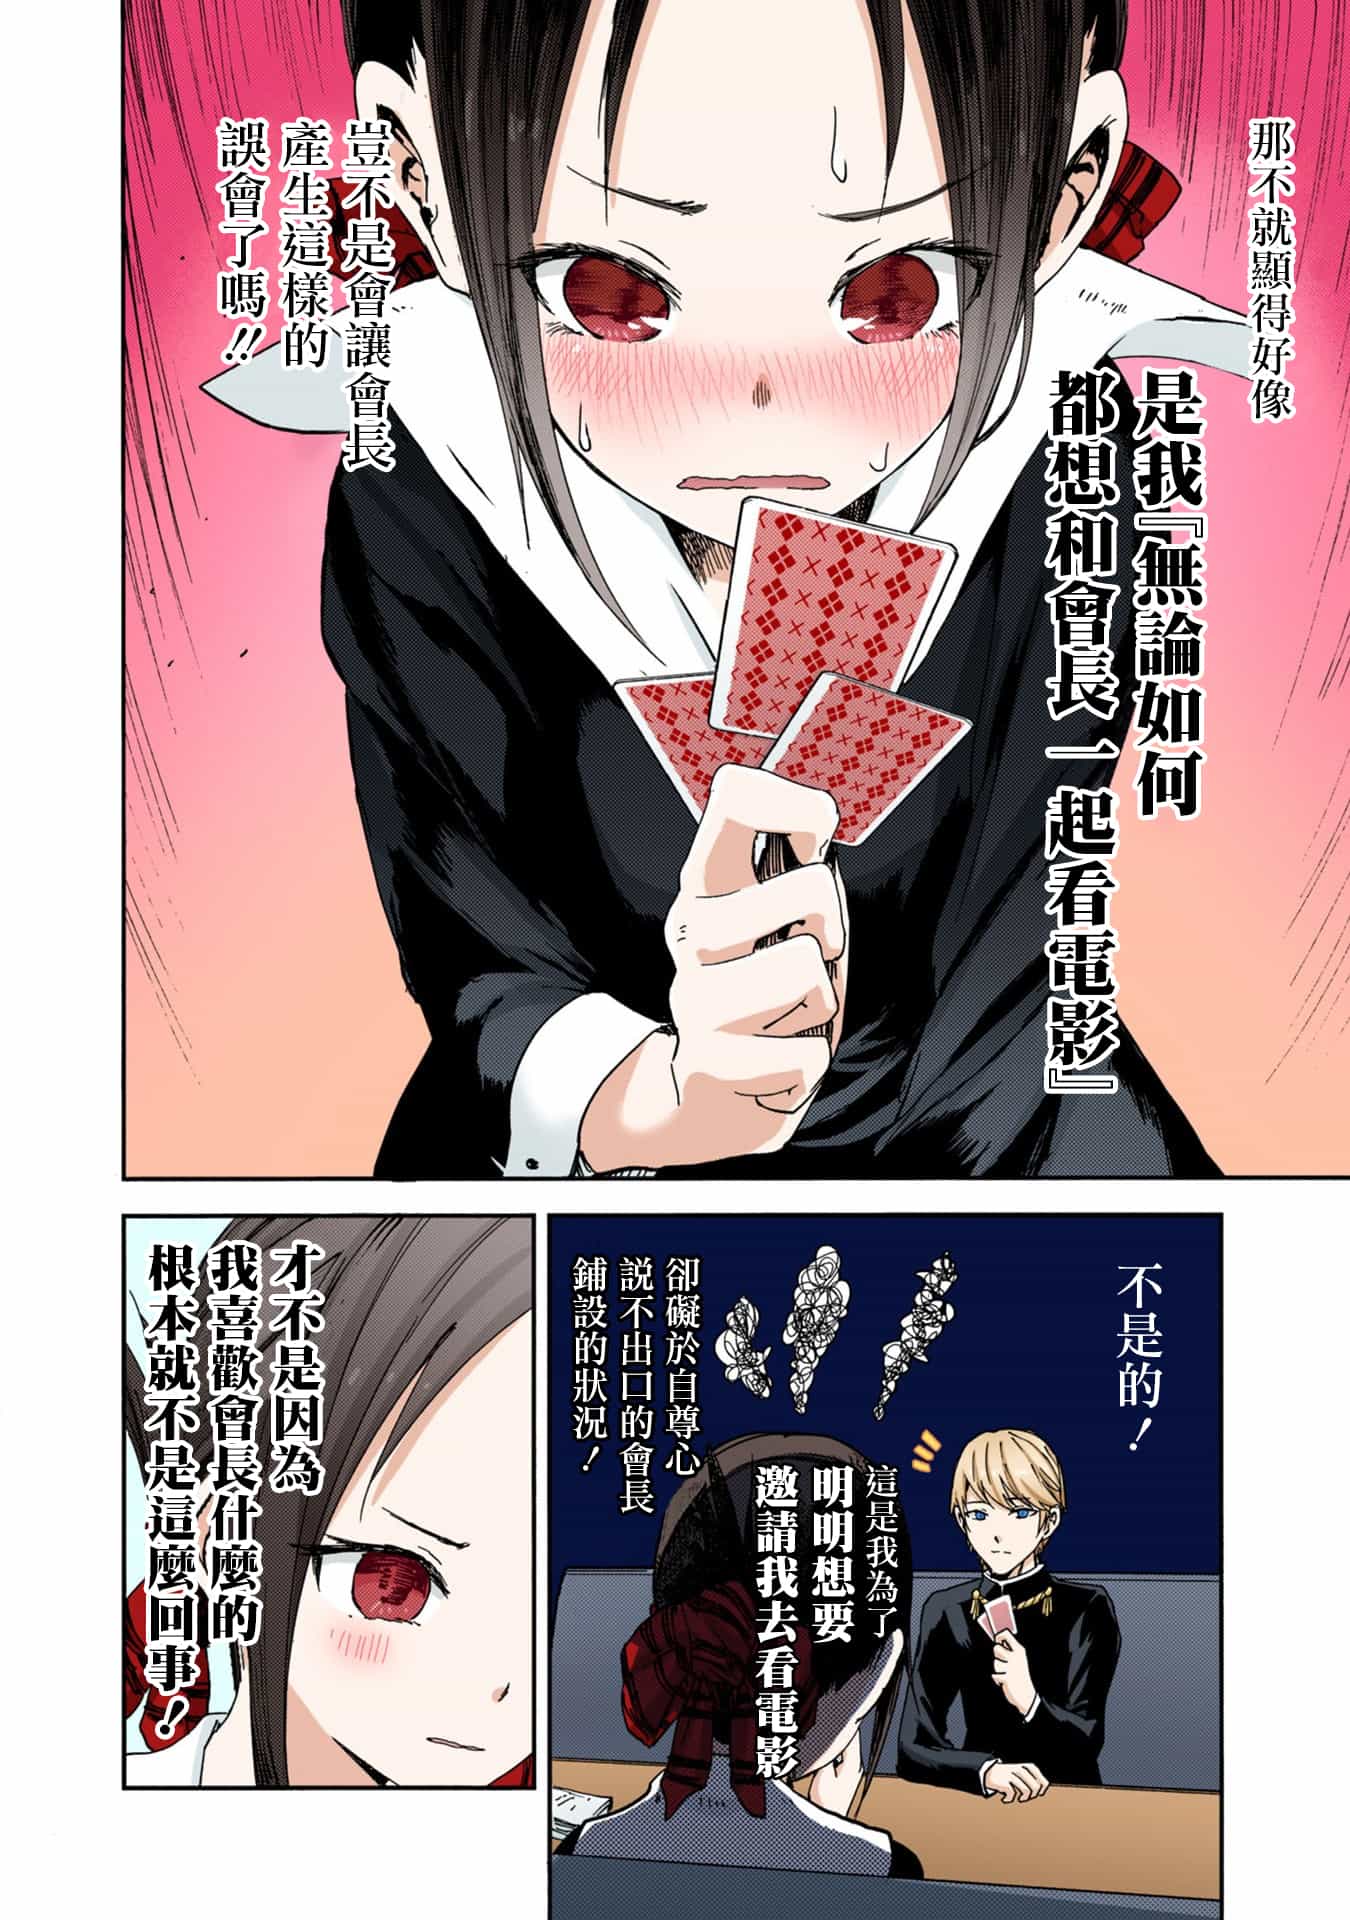 那不就顯得好像
是我『無論如何
都想和會長一起看電影』
豈不是會讓會長
產生這樣的
誤會了嗎!!
不是的！
這是我為了
明明想要
邀請我去看電影
卻礙於自尊心
説不出口的會長
鋪設的狀況！
才不是因為
我喜歡會長什麼的
根本就不是這麼回事！